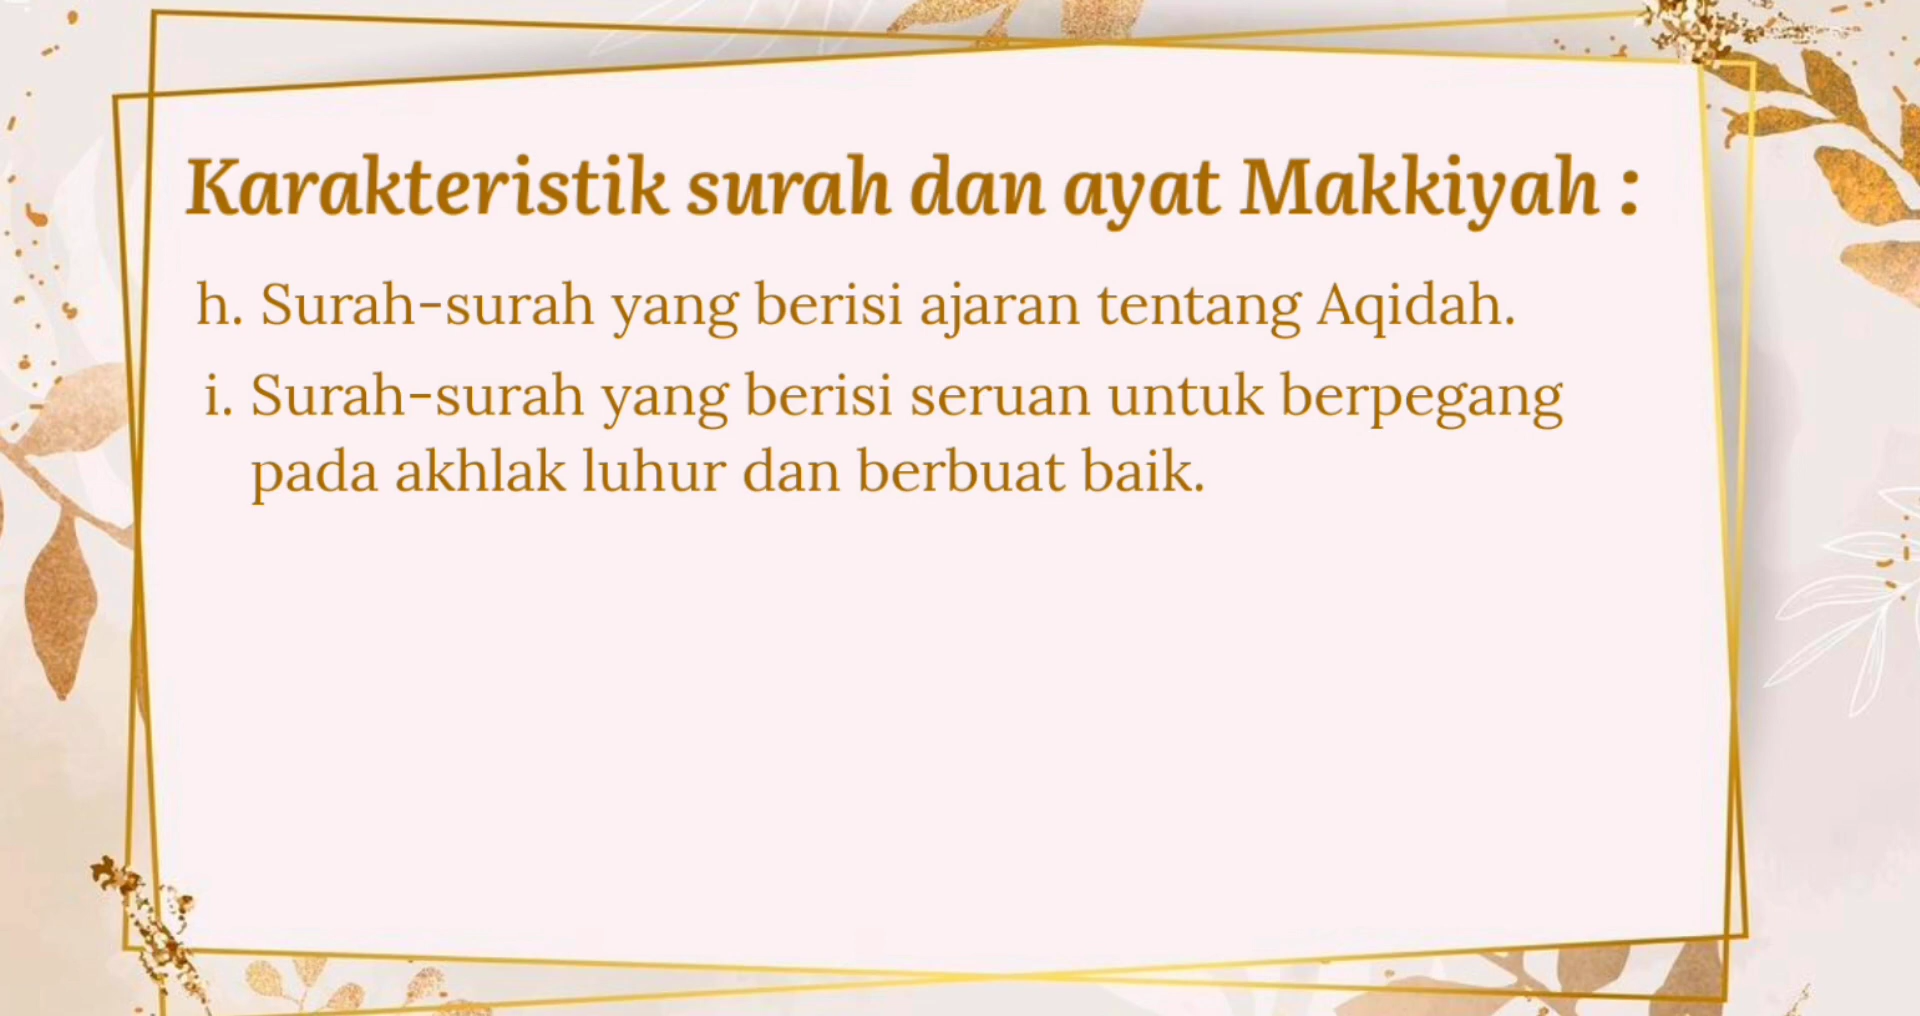 Karakteristik surah dan ayat Makkiyah :
h. Surah-surah yang berisi ajaran tentang Aqidah.
i. Surah-surah yang berisi seruan untuk berpegang
pada akhlak luhur dan berbuat baik.